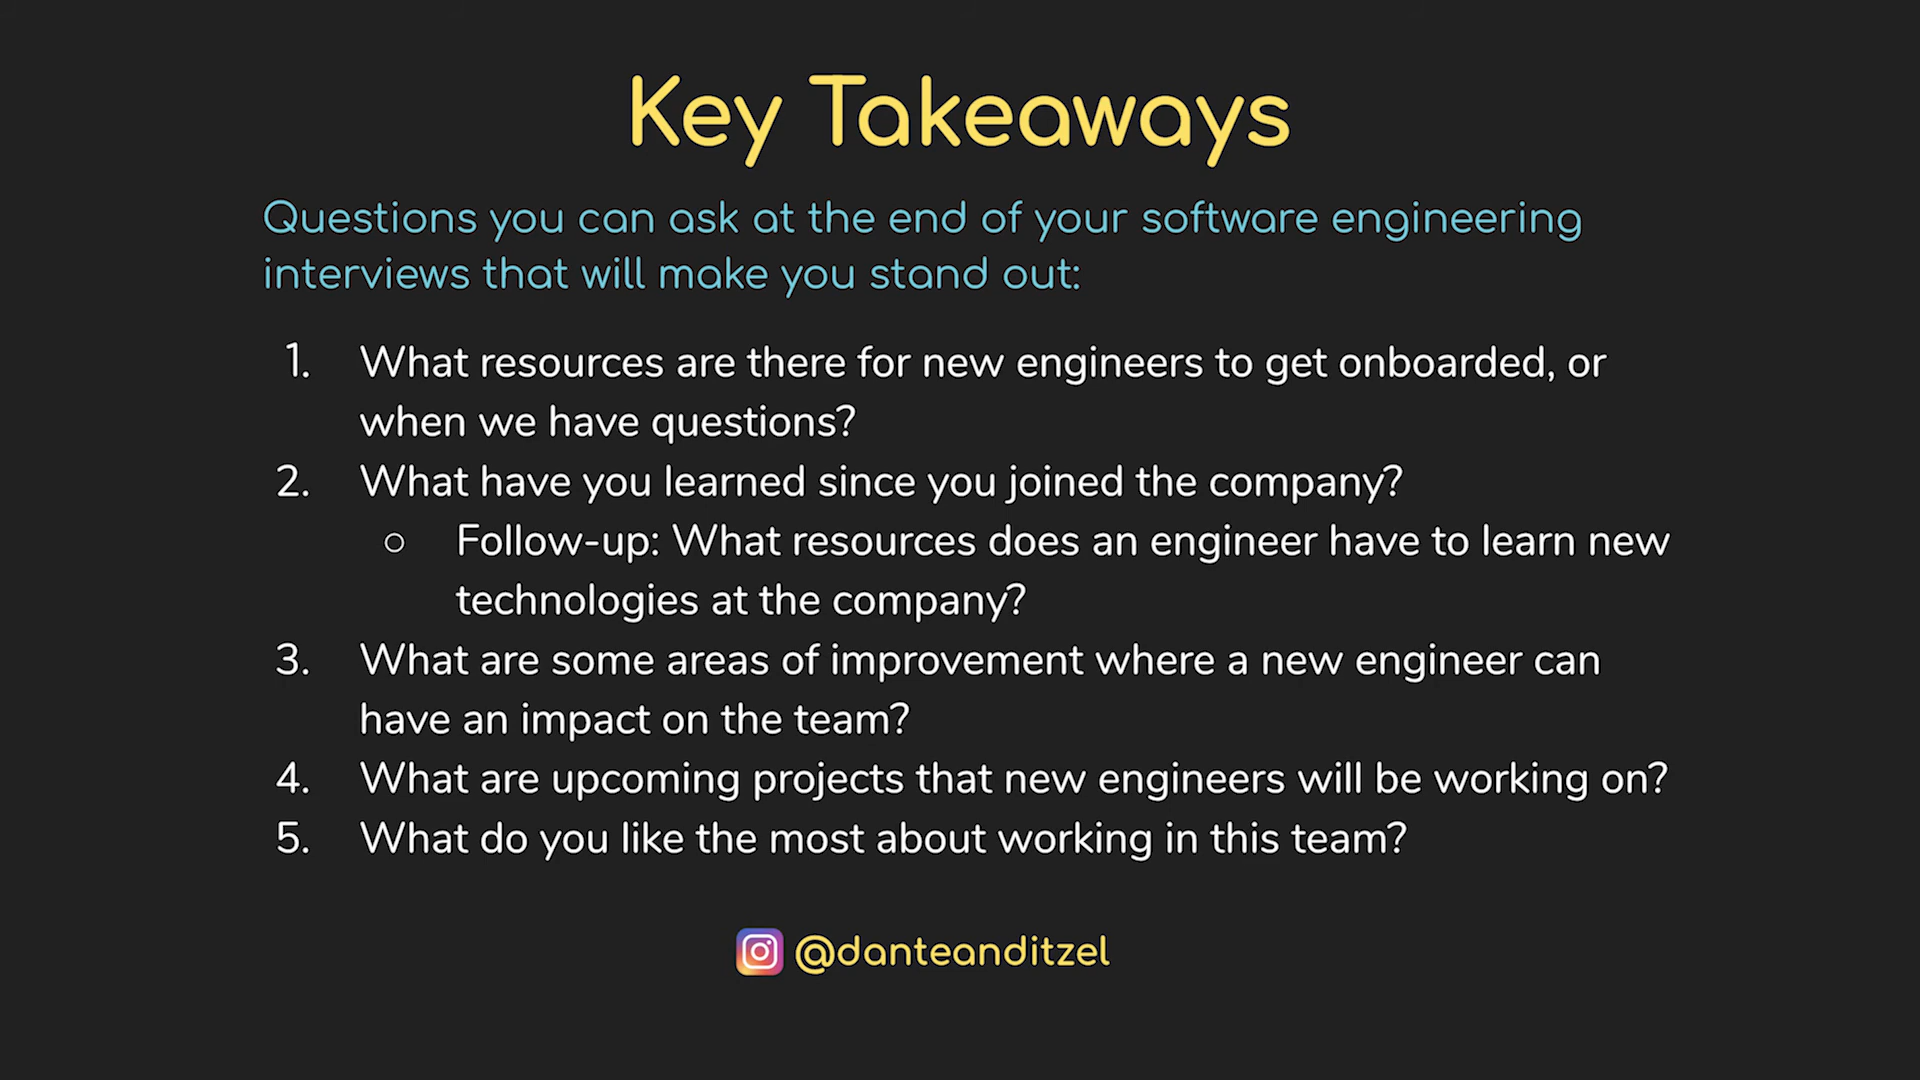 Key Takeaways
Questions you can ask at the end of your software engineering
interviews that will make you stand out:
1. What resources are there for new engineers to get onboarded, or
when we have questions?
2. What have you learned since you joined the company?
○ Follow-up: What resources does an engineer have to learn new
technologies at the company?
3. What are some areas of improvement where a new engineer can
have an impact on the team?
4. What are upcoming projects that new engineers will be working on?
5. What do you like the most about working in this team?
@danteanditzel